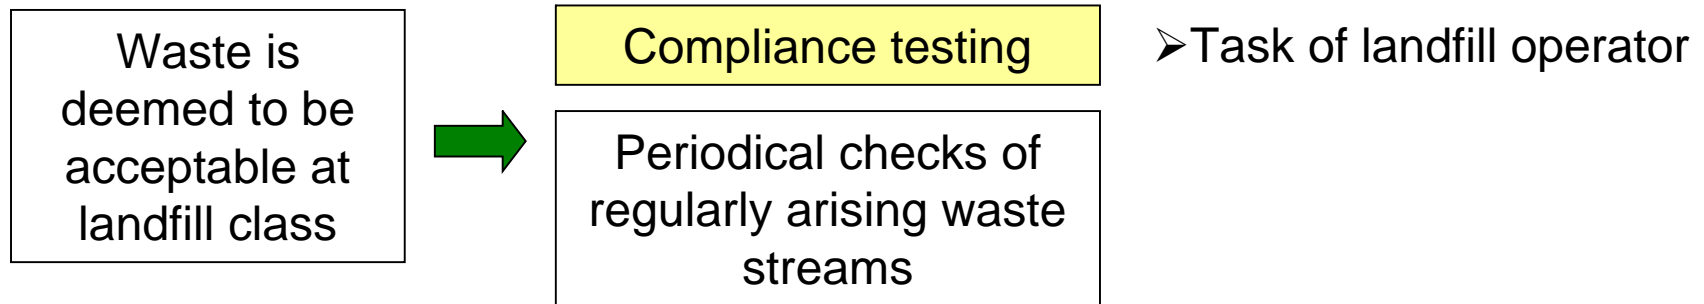 Waste is
deemed to be
acceptable at
landfill class
Compliance testing
Periodical checks of
regularly arising waste
streams
➢Task of landfill operator